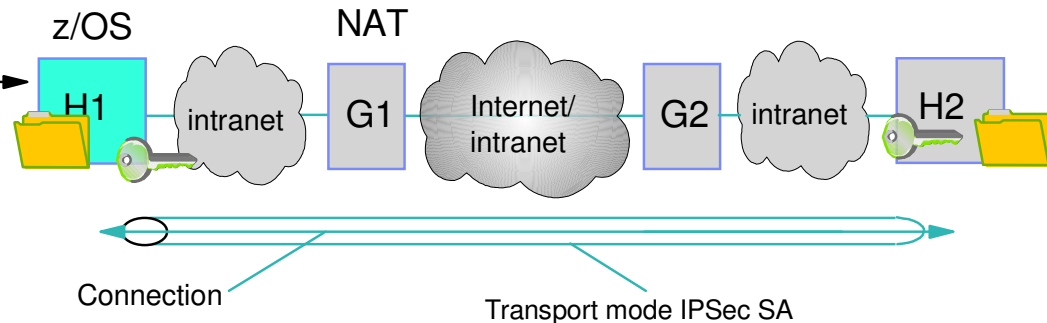 z/OS
NAT
H1
intranet
G1
Internet/
intranet
G2
intranet
H2
Connection
Transport mode IPSec SA